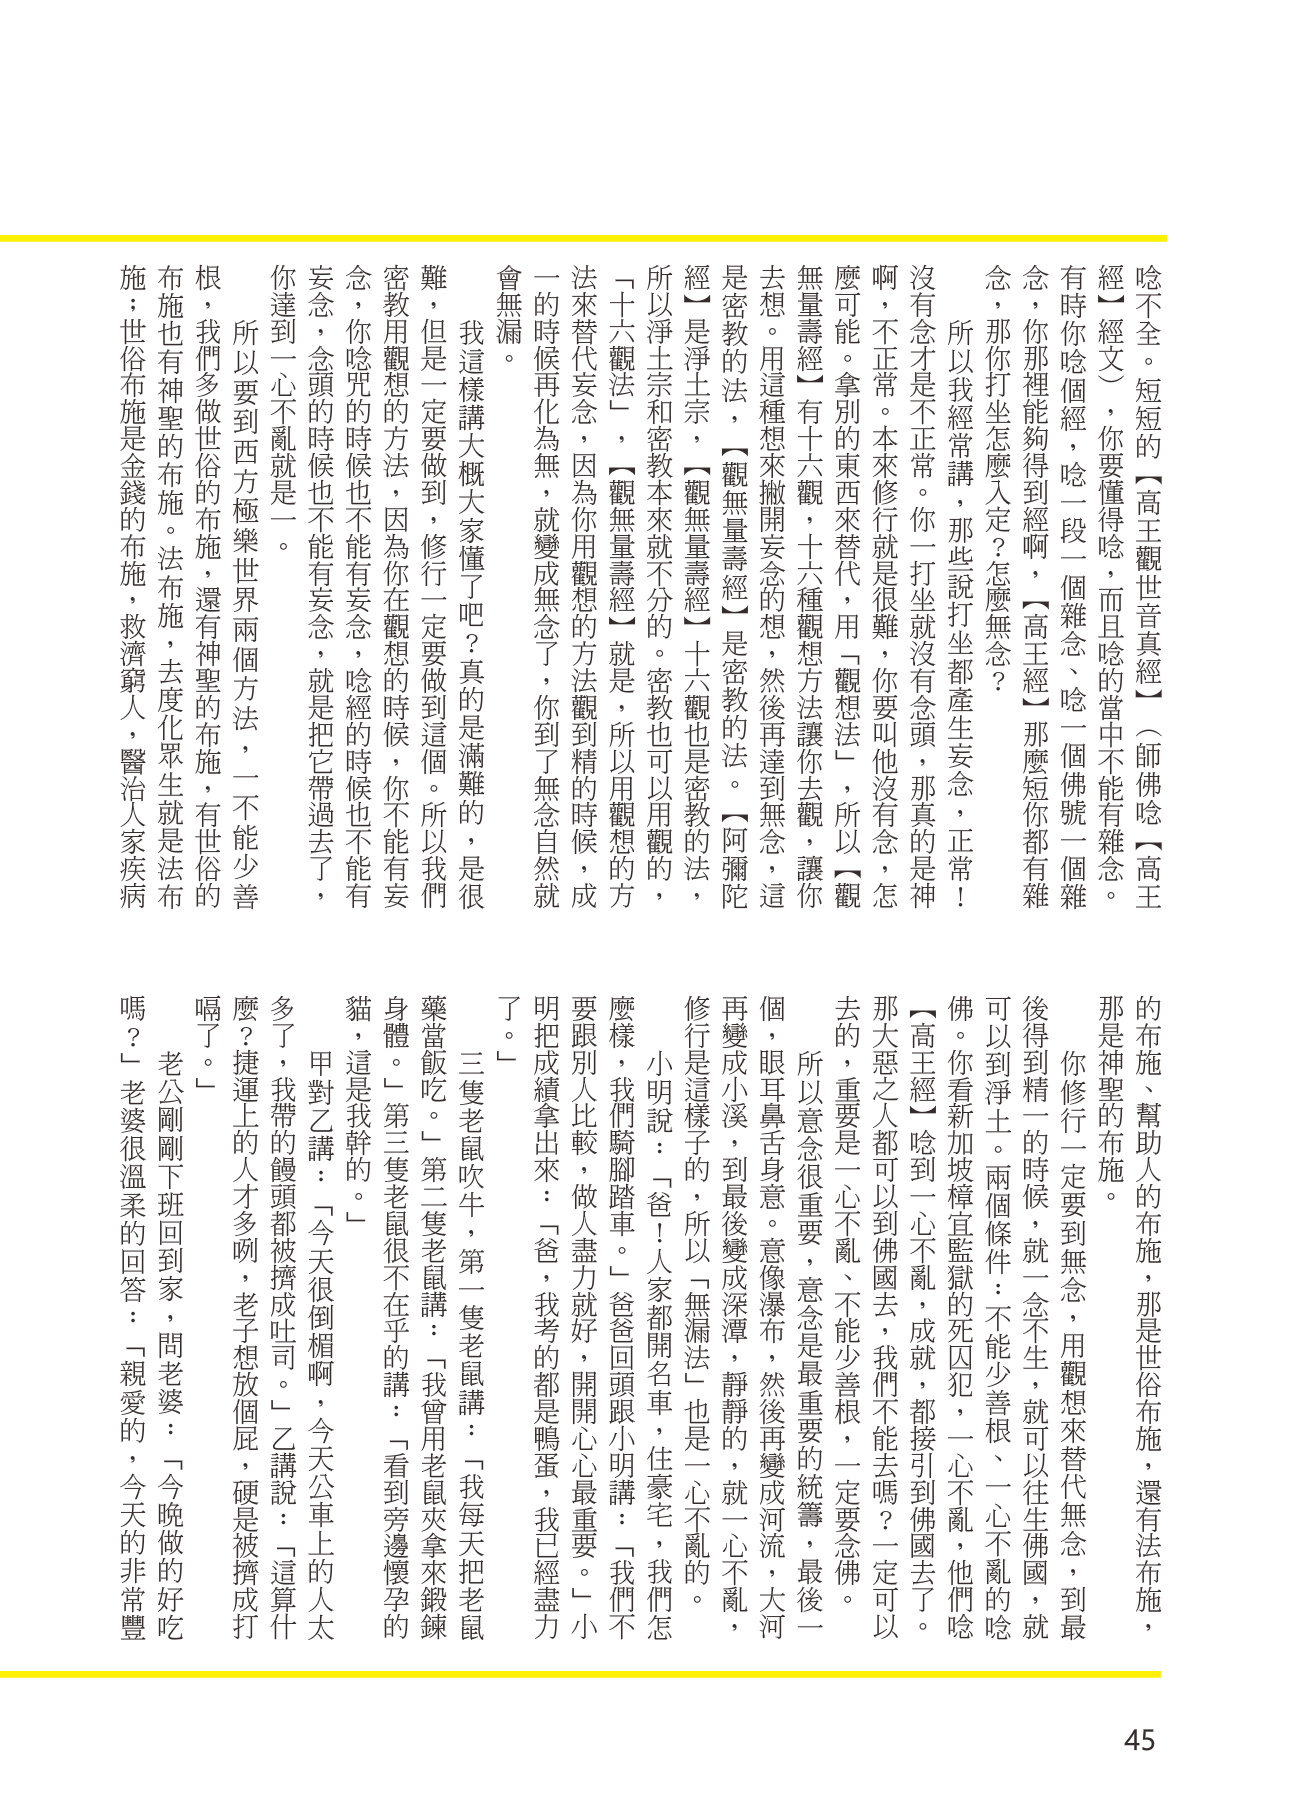 唸不全。短短的【高王觀世音真經】（師佛唸【高王
經】經文），你要懂得唸，而且唸的當中不能有雜念。
有時你唸個經，唸一段一個雜念、唸一個佛號一個雜
念，你那裡能夠得到經啊，【高王經】那麼短你都有雜
念，那你打坐怎麼入定？怎麼無念？
所以我經常講，那些說打坐都產生妄念，正常！
沒有念才是不正常。你一打坐就沒有念頭，那真的是神
啊，不正常。本來修行就是很難，你要叫他沒有念，怎
麼可能。拿別的東西來替代，用「觀想法」，所以【觀
無量壽經】有十六觀，十六種觀想方法讓你去觀，讓你
去想。用這種想來撇開妄念的想，然後再達到無念，這
是密教的法，【觀無量壽經】是密教的法。【阿彌陀
經】是淨土宗，【觀無量壽經】十六觀也是密教的法，
所以淨土宗和密教本來就不分的。密教也可以用觀的，
「十六觀法」，【觀無量壽經】就是，所以用觀想的方
法來替代妄念，因為你用觀想的方法觀到精的時候，成
一的時候再化為無，就變成無念了，你到了無念自然就
會無漏。
我這樣講大概大家懂了吧？真的是滿難的，是很
難，但是一定要做到，修行一定要做到這個。所以我們
密教用觀想的方法，因為你在觀想的時候，你不能有妄
念，你唸咒的時候也不能有妄念，唸經的時候也不能有
妄念，念頭的時候也不能有妄念，就是把它帶過去了，
你達到一心不亂就是一。
所以要到西方極樂世界兩個方法，一不能少善
根，我們多做世俗的布施，還有神聖的布施，有世俗的
布施也有神聖的布施。法布施，去度化眾生就是法布
施；世俗布施是金錢的布施，救濟窮人，醫治人家疾病
的布施、幫助人的布施，那是世俗布施，還有法布施，
那是神聖的布施。
你修行一定要到無念，用觀想來替代無念，到最
後得到精一的時候，就一念不生，就可以往生佛國，就
可以到淨土。兩個條件：不能少善根、一心不亂的唸
佛。你看新加坡樟宜監獄的死囚犯，一心不亂，他們唸
【高王經】唸到一心不亂，成就，都接引到佛國去了。
那大惡之人都可以到佛國去，我們不能去嗎？一定可以
去的，重要是一心不亂、不能少善根，一定要念佛。
所以意念很重要，意念是最重要的統籌，最後一
個，眼耳鼻舌身意。意像瀑布，然後再變成河流，大河
再變成小溪，到最後變成深潭，靜靜的，就一心不亂，
修行是這樣子的，所以「無漏法」也是一心不亂的。
小明說：「爸！人家都開名車，住豪宅，我們怎
麼樣，我們騎腳踏車。」爸爸回頭跟小明講：「我們不
要跟別人比較，做人盡力就好，開開心心最重要。」小
明把成績拿出來：「爸，我考的都是鴨蛋，我已經盡力
了。」
三隻老鼠吹牛，第一隻老鼠講：「我每天把老鼠
藥當飯吃。」第二隻老鼠講：「我曾用老鼠夾拿來鍛鍊
身體。」第三隻老鼠很不在乎的講：「看到旁邊懷孕的
貓，這是我幹的。」
甲對乙講：「今天很倒楣啊，今天公車上的人太
多了，我帶的饅頭都被擠成吐司。」乙講說：「這算什
麼？捷運上的人才多咧，老子想放個屁，硬是被擠成打
嗝了。」
老公剛剛下班回到家，問老婆：「今晚做的好吃
嗎？」老婆很溫柔的回答：「親愛的，今天的非常豐
45